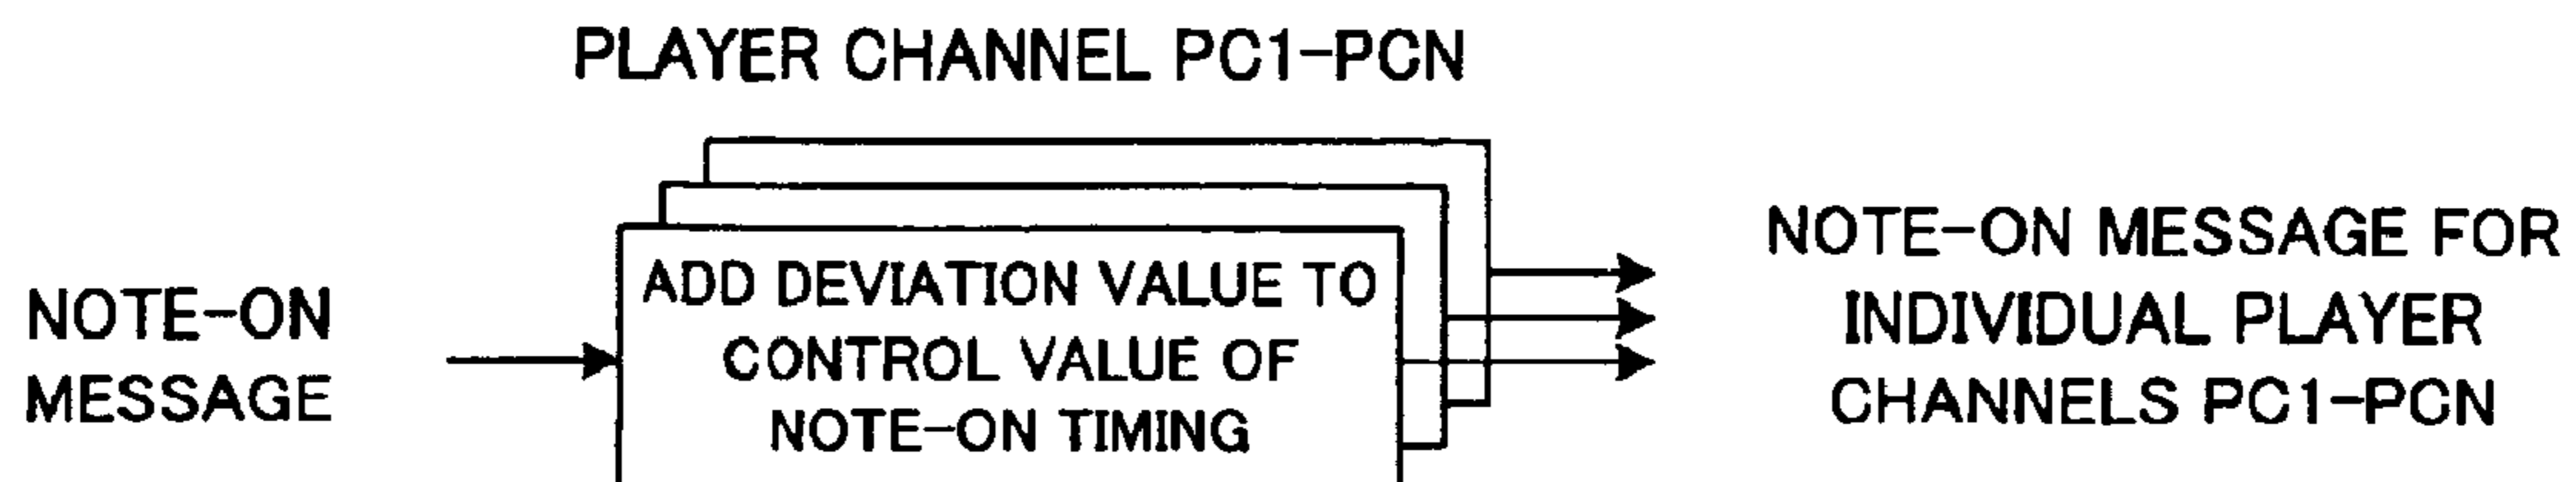 PLAYER CHANNEL PC1-PCN
NOTE-ON
MESSAGE
ADD DEVIATION VALUE TO
CONTROL VALUE OF
NOTE-ON TIMING
NOTE-ON MESSAGE FOR
INDIVIDUAL PLAYER
CHANNELS PC1-PCN